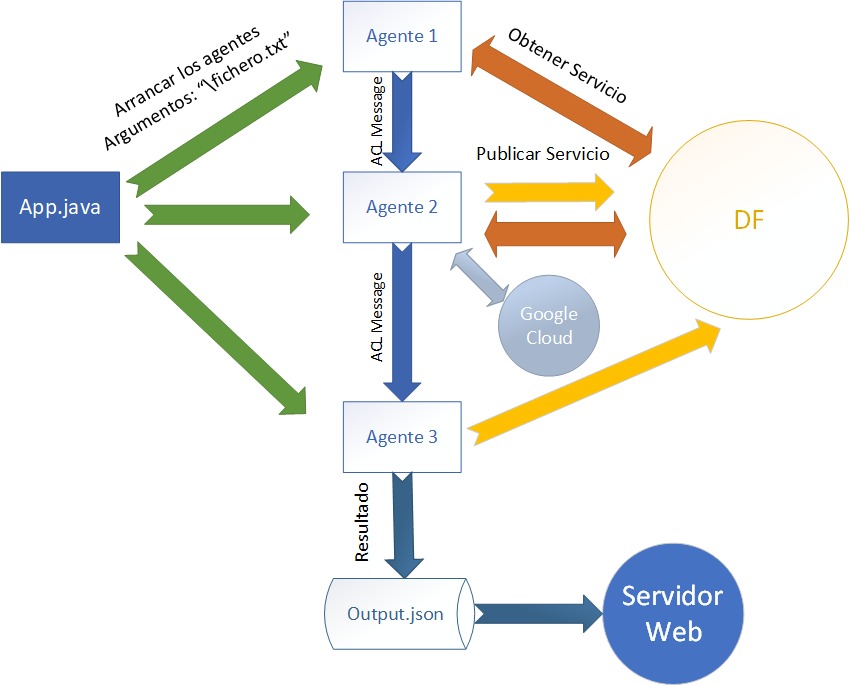 Arrancar los agentes
Argumentos: “\fichero.txt”
Agente 1
Obtener Servicio
ACL Message
Publicar Servicio
App.java
Agente 2
DF
Google
Cloud
ACL Message
Agente 3
Resultado
Output.json
Servidor
Web